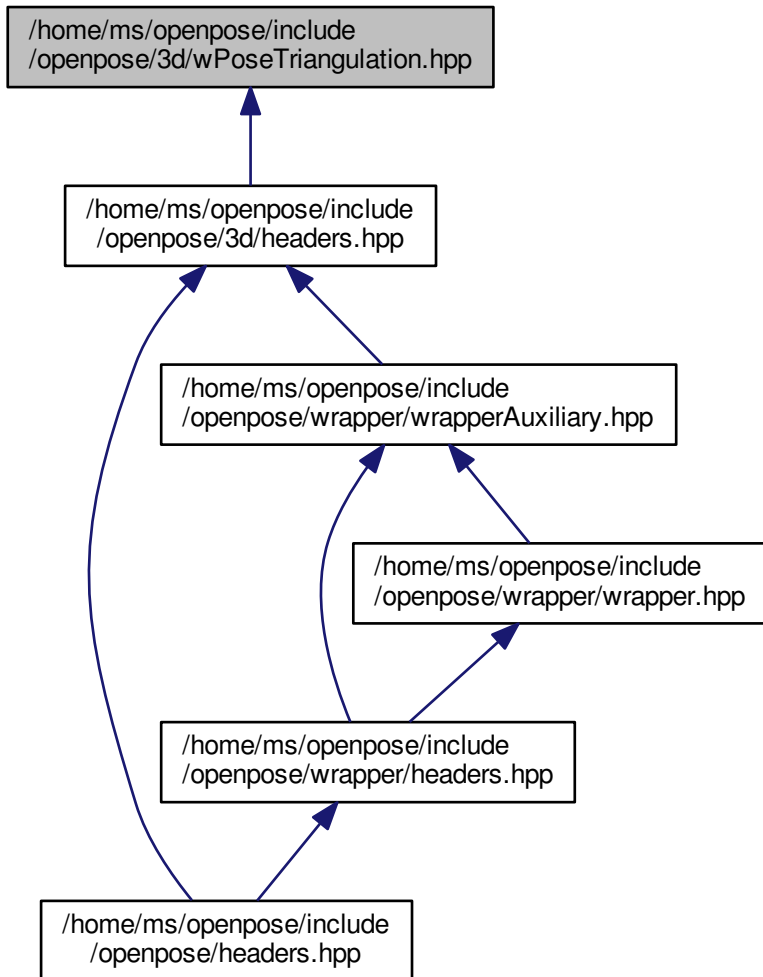 /home/ms/openpose/include
/openpose/3d/wPoseTriangulation.hpp
/home/ms/openpose/include
/openpose/3d/headers.hpp
/home/ms/openpose/include
/openpose/wrapper/wrapperAuxiliary.hpp
/home/ms/openpose/include
/openpose/wrapper/wrapper.hpp
/home/ms/openpose/include
/openpose/wrapper/headers.hpp
/home/ms/openpose/include
/openpose/headers.hpp